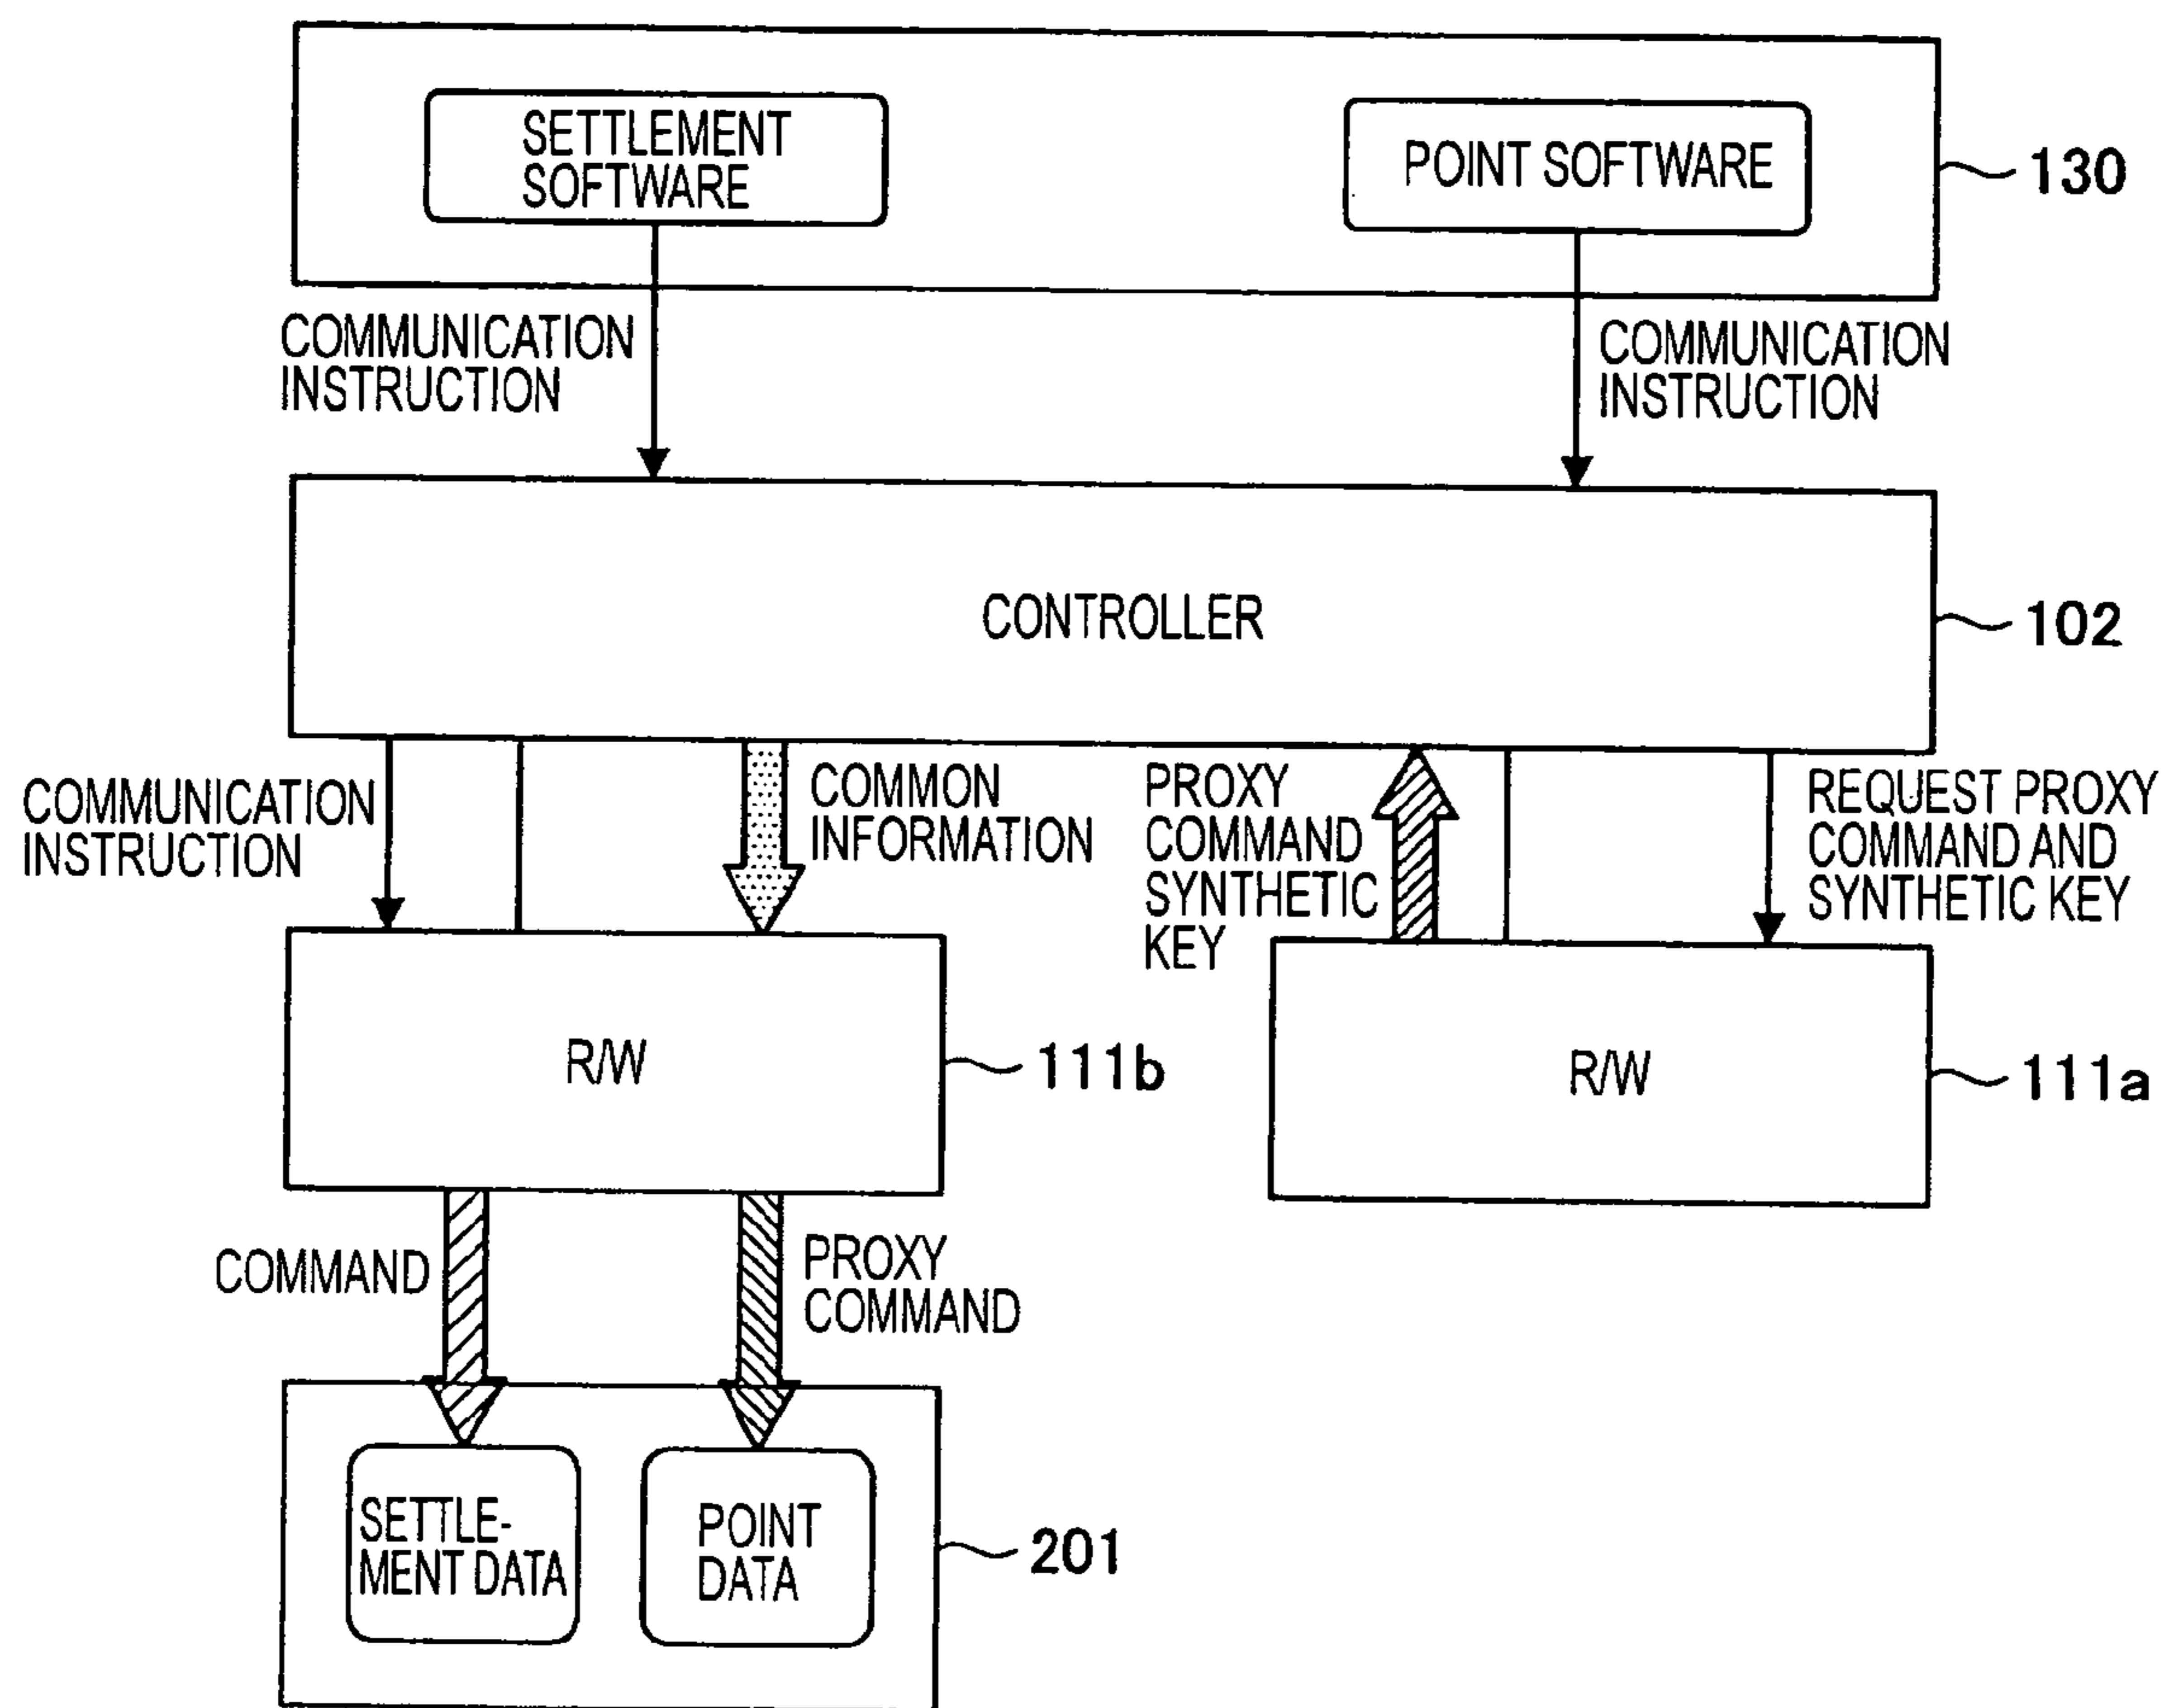 SETTLEMENT
SOFTWARE
POINT SOFTWARE
130
COMMUNICATION
INSTRUCTION
COMMUNICATION
INSTRUCTION
CONTROLLER
102
COMMUNICATION
INSTRUCTION
COMMON
INFORMATION
PROXY
COMMAND
SYNTHETIC
KEY
REQUEST PROXY
COMMAND AND
SYNTHETIC KEY
R/W
111b
R/W
111a
COMMAND
PROXY
COMMAND
SETTLE-
MENT DATA
POINT
DATA
201